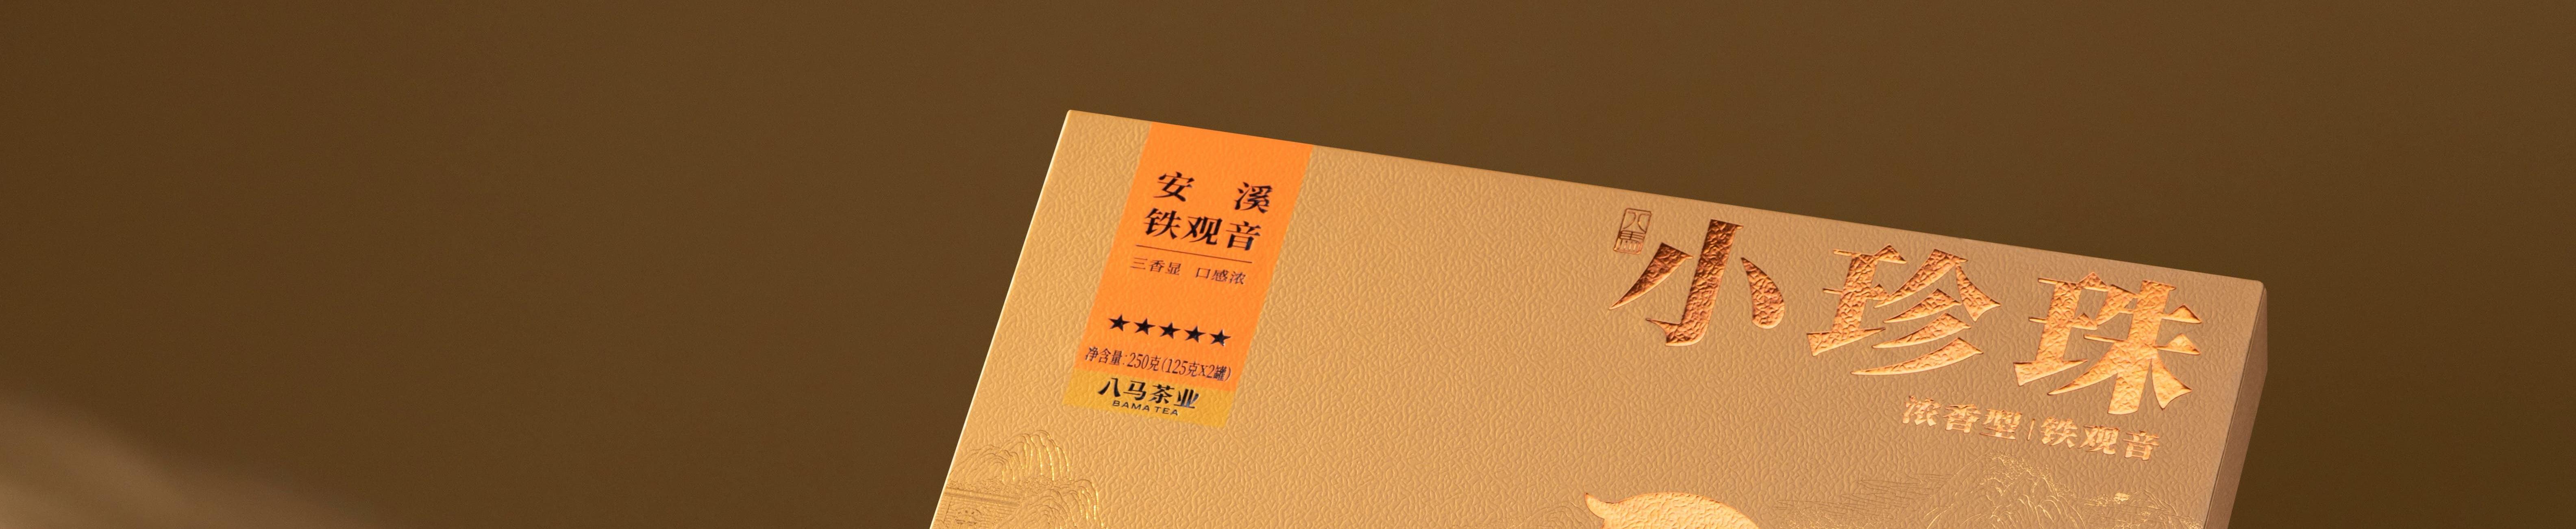 安 溪
铁观音
三香显 口感浓
★★★★★
净含量:250克(125克X2罐)
八马茶业
BAMA TEA
八馬
小珍珠
浓香型|铁观音